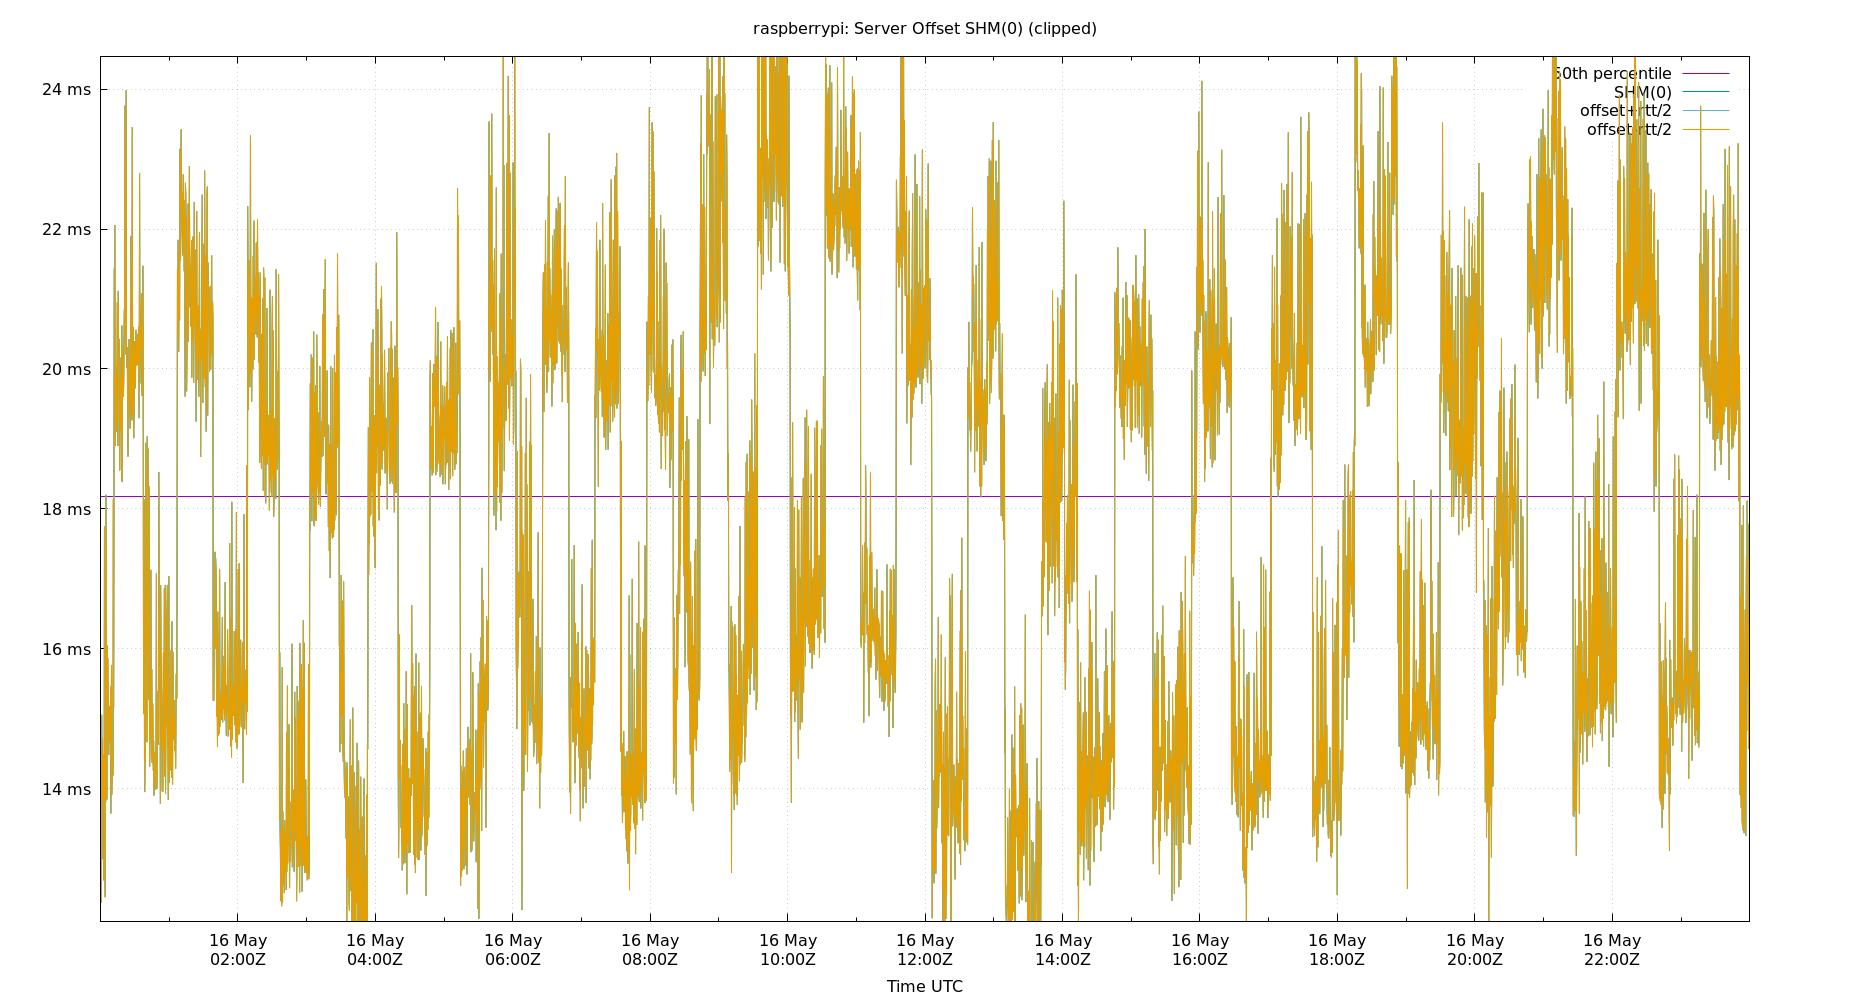 raspberrypi: Server Offset SHM(0) (clipped)
50th percentile
SHM(0)
offset+rtt/2
offset-rtt/2
24 ms
22 ms
20 ms
18 ms
16 ms
14 ms
16 May 16 May 16 May 16 May 16 May 16 May 16 May 16 May 16 May 16 May 16 May
02:00Z 04:00Z 06:00Z 08:00Z 10:00Z 12:00Z 14:00Z 16:00Z 18:00Z 20:00Z 22:00Z
Time UTC